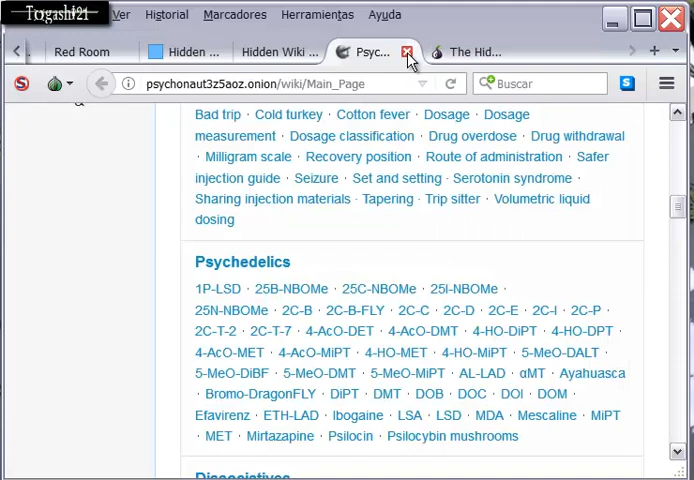 Togashi21
Ver Historial Marcadores Herramientas Ayuda
Red Room Hidden ... Hidden Wiki ... Psyc... The Hid...
psychonaut3z5aoz.onion/wiki/Main_Page Buscar
Bad trip · Cold turkey · Cotton fever · Dosage · Dosage
measurement · Dosage classification · Drug overdose · Drug withdrawal
· Milligram scale · Recovery position · Route of administration · Safer
injection guide · Seizure · Set and setting · Serotonin syndrome ·
Sharing injection materials · Tapering · Trip sitter · Volumetric liquid
dosing
Psychedelics
1P-LSD · 25B-NBOMe · 25C-NBOMe · 25I-NBOMe ·
25N-NBOMe · 2C-B · 2C-B-FLY · 2C-C · 2C-D · 2C-E · 2C-I · 2C-P ·
2C-T-2 · 2C-T-7 · 4-AcO-DET · 4-AcO-DMT · 4-HO-DiPT · 4-HO-DPT ·
4-AcO-MET · 4-AcO-MiPT · 4-HO-MET · 4-HO-MiPT · 5-MeO-DALT ·
5-MeO-DiBF · 5-MeO-DMT · 5-MeO-MiPT · AL-LAD · αMT · Ayahuasca
· Bromo-DragonFLY · DiPT · DMT · DOB · DOC · DOI · DOM ·
Efavirenz · ETH-LAD · Ibogaine · LSA · LSD · MDA · Mescaline · MiPT
· MET · Mirtazapine · Psilocin · Psilocybin mushrooms
Dissociatives